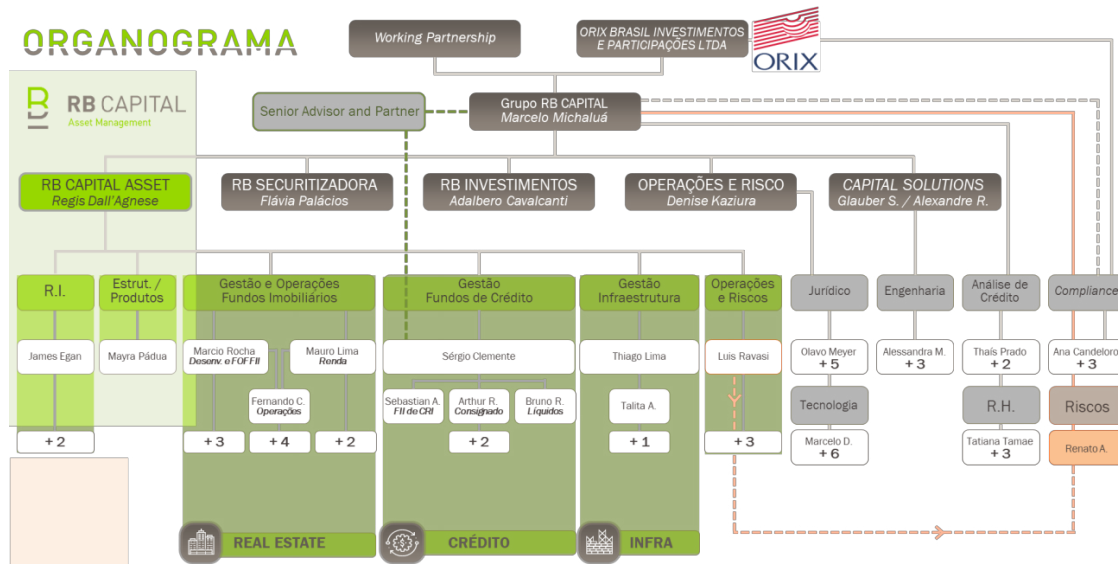 ORGANOGRAMA
Working Partnership
ORIX BRASIL INVESTIMENTOS
E PARTICIPAÇÕES LTDA
ORIX
RB CAPITAL
Asset Management
Senior Advisor and Partner
Grupo RB CAPITAL
Marcelo Michaluá
RB CAPITAL ASSET
Regis Dall'Agnese
RB SECURITIZADORA
Flávia Palácios
RB INVESTIMENTOS
Adalbero Cavalcanti
OPERAÇÕES E RISCO
Denise Kaziura
CAPITAL SOLUTIONS
Glauber S. / Alexandre R.
R.I.
Estrut. /
Produtos
Gestão e Operações
Fundos Imobiliários
Gestão
Fundos de Crédito
Gestão
Infraestrutura
Operações
e Riscos
Jurídico
Engenharia
Análise de
Crédito
Compliance
James Egan
Mayra Pádua
Marcio Rocha
Desenv. e FOFFII
Mauro Lima
Renda
Sérgio Clemente
Thiago Lima
Luis Ravasi
Olavo Meyer
+ 5
Alessandra M.
+ 3
Thaís Prado
+ 2
Ana Candeloro
+ 3
Fernando C.
Operações
Sebastian A.
FII de CRI
Arthur R.
Consignado
Bruno R.
Líquidos
Talita A.
Tecnologia
R.H.
Riscos
+ 2
+ 3
+ 4
+ 2
+ 2
+ 1
+ 3
Marcelo D.
+ 6
Tatiana Tamae
+ 3
Renato A.
REAL ESTATE
CRÉDITO
INFRA